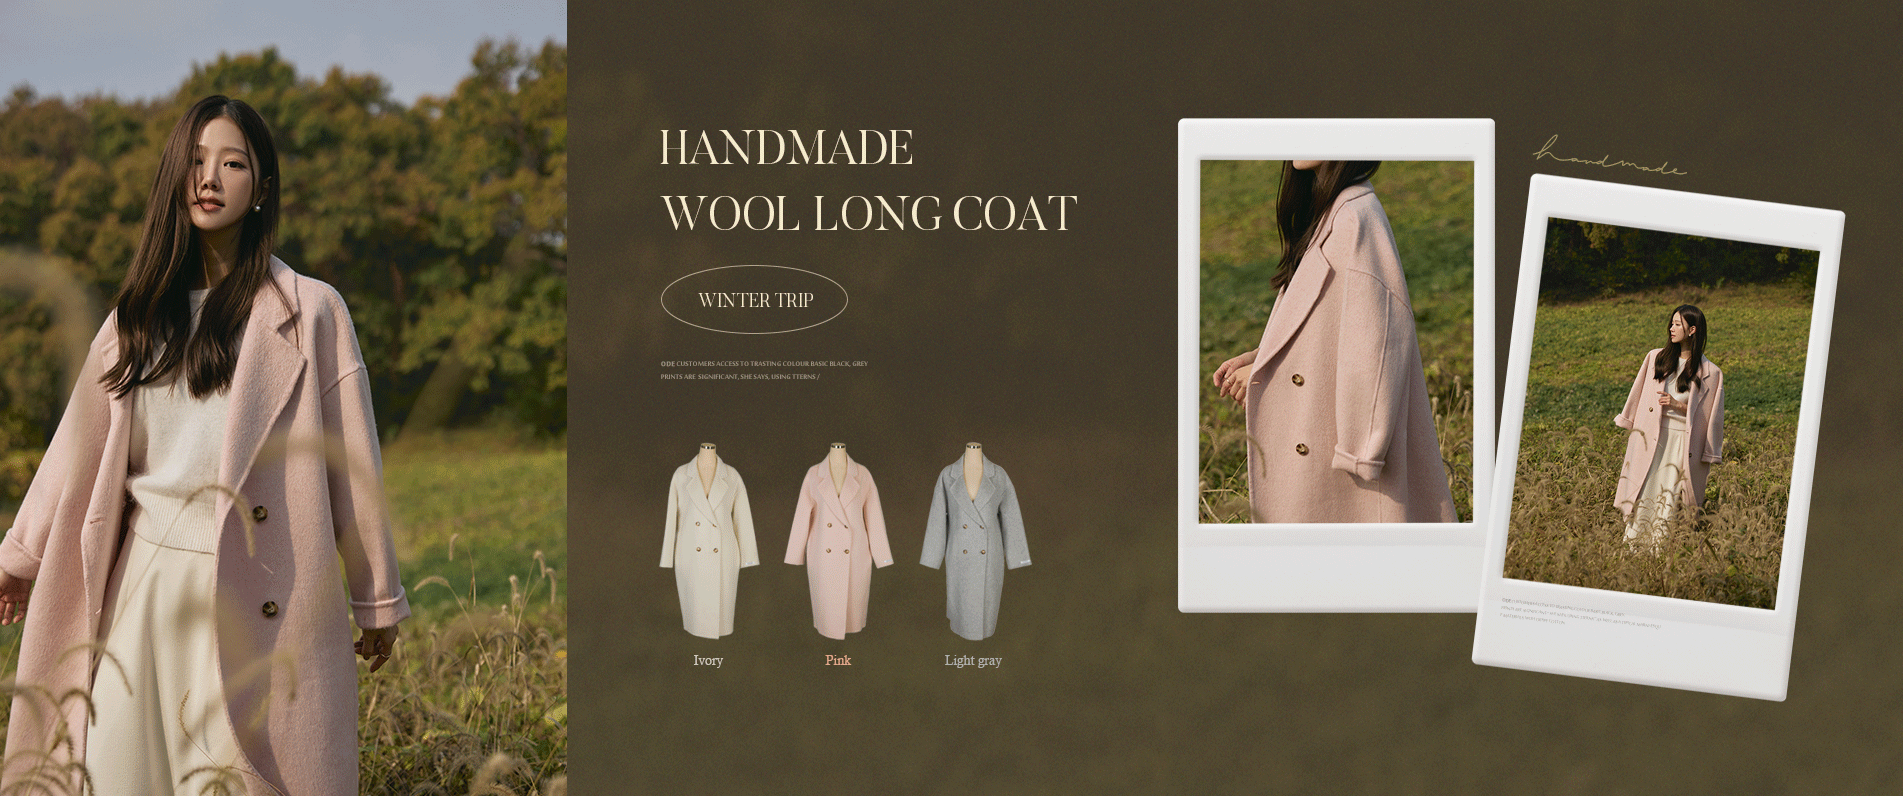 HANDMADE
WOOL LONG COAT
WINTER TRIP
ODE CUSTOMERS ACCESS TO TRASTING COLOUR BASIC BLACK, GREY
PRINTS ARE SIGNIFICANT, SHE SAYS, USING TTERNS /
Ivory
Pink
Light gray
handmade